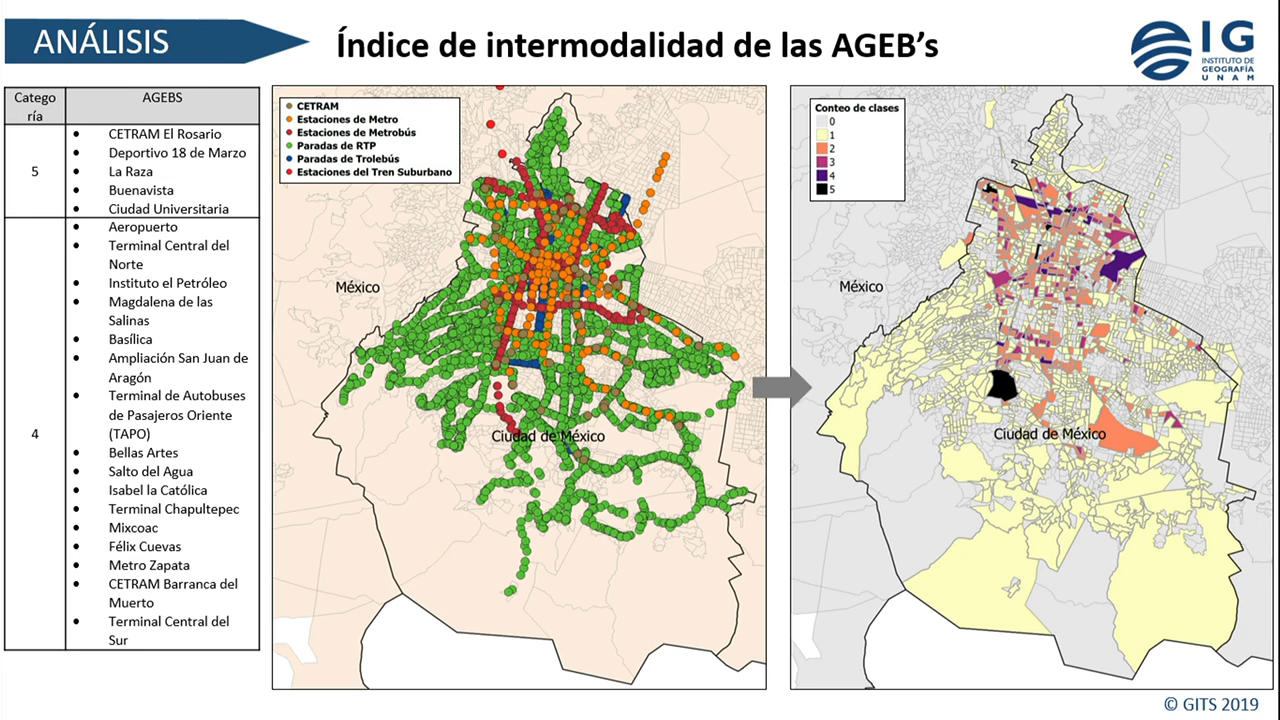 ANÁLISIS
Índice de intermodalidad de las AGEB’s
IG
INSTITUTO DE
GEOGRAFÍA
UNAM
Catego
ría
AGEBS
5
• CETRAM El Rosario
• Deportivo 18 de Marzo
• La Raza
• Buenavista
• Ciudad Universitaria
4
• Aeropuerto
• Terminal Central del
Norte
• Instituto el Petróleo
• Magdalena de las
Salinas
• Basílica
• Ampliación San Juan de
Aragón
• Terminal de Autobuses
de Pasajeros Oriente
(TAPO)
• Bellas Artes
• Salto del Agua
• Isabel la Católica
• Terminal Chapultepec
• Mixcoac
• Félix Cuevas
• Metro Zapata
• CETRAM Barranca del
Muerto
• Terminal Central del
Sur
CETRAM
Estaciones de Metro
Estaciones de Metrobús
Paradas de RTP
Paradas de Trolebús
Estaciones del Tren Suburbano
México
Ciudad de México
Conteo de clases
0
1
2
3
4
5
México
Ciudad de México
© GITS 2019